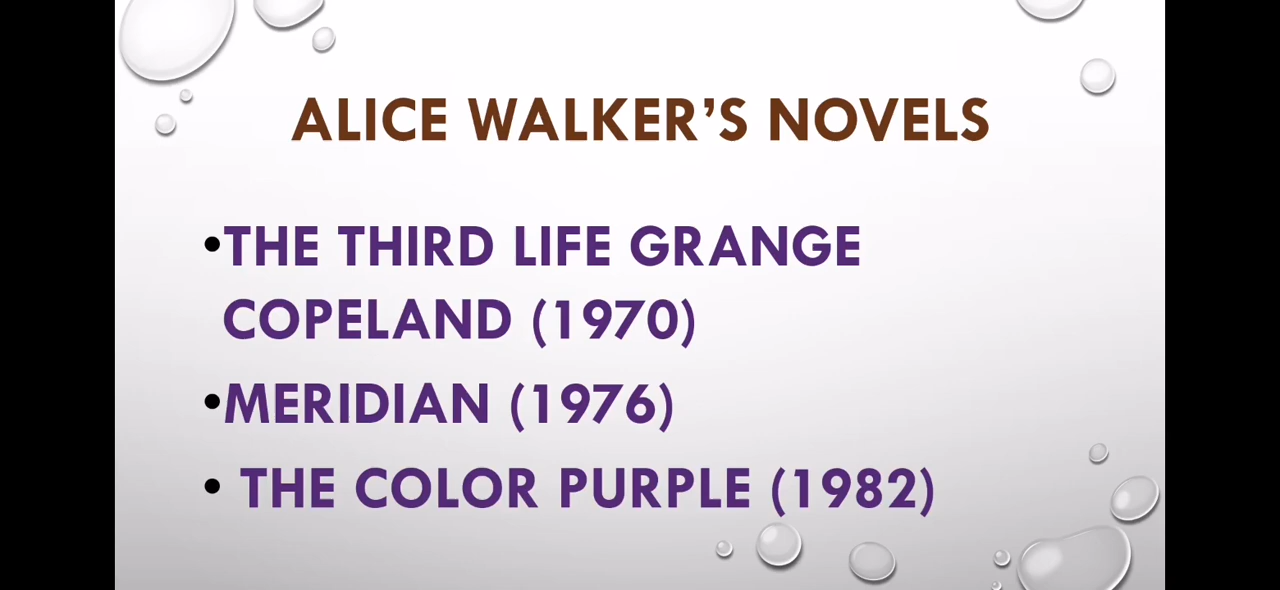 ALICE WALKER’S NOVELS
•THE THIRD LIFE GRANGE
COPELAND (1970)
•MERIDIAN (1976)
• THE COLOR PURPLE (1982)